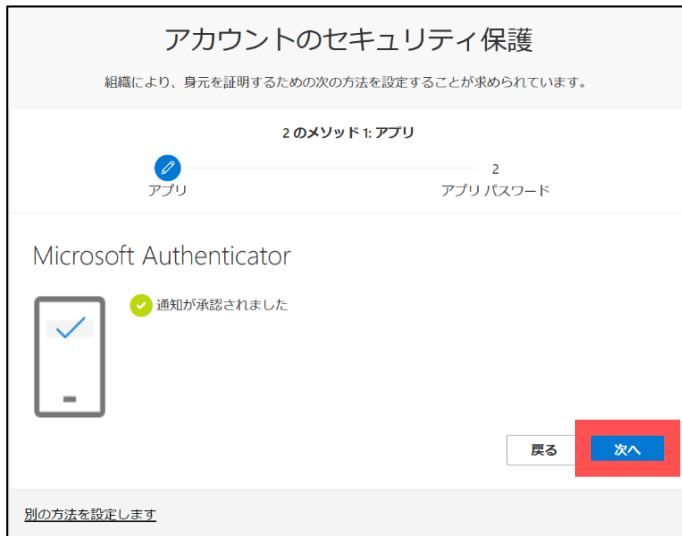 アカウントのセキュリティ保護
組織により、身元を証明するための次の方法を設定することが求められています。
2 のメソッド 1: アプリ
2
アプリ
アプリ パスワード
Microsoft Authenticator
通知が承認されました
戻る
次へ
別の方法を設定します